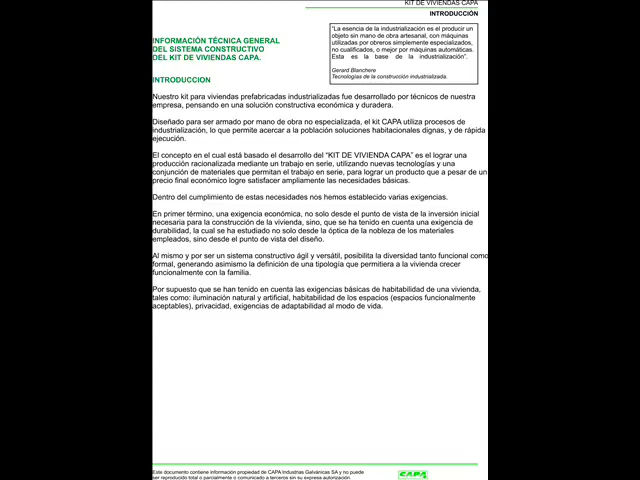 KIT DE VIVIENDAS CAPA
INTRODUCCIÓN
"La esencia de la industrialización es el producir un
objeto sin mano de obra artesanal, con máquinas
utilizadas por obreros simplemente especializados,
no cualificados, o mejor por máquinas automáticas.
Esta es la base de la industrialización".
Gerard Blanchere
Tecnologías de la construcción industrializada.
INFORMACIÓN TÉCNICA GENERAL
DEL SISTEMA CONSTRUCTIVO
DEL KIT DE VIVIENDAS CAPA.
INTRODUCCION
Nuestro kit para viviendas prefabricadas industrializadas fue desarrollado por técnicos de nuestra
empresa, pensando en una solución constructiva económica y duradera.
Diseñado para ser armado por mano de obra no especializada, el kit CAPA utiliza procesos de
industrialización, lo que permite acercar a la población soluciones habitacionales dignas, y de rápida
ejecución.
El concepto en el cual está basado el desarrollo del "KIT DE VIVIENDA CAPA" es el lograr una
producción racionalizada mediante un trabajo en serie, utilizando nuevas tecnologías y una
conjunción de materiales que permitan el trabajo en serie, para lograr un producto que a pesar de un
precio final económico logre satisfacer ampliamente las necesidades básicas.
Dentro del cumplimiento de estas necesidades nos hemos establecido varias exigencias.
En primer término, una exigencia económica, no solo desde el punto de vista de la inversión inicial
necesaria para la construcción de la vivienda, sino, que se ha tenido en cuenta una exigencia de
durabilidad, la cual se ha estudiado no solo desde la óptica de la nobleza de los materiales
empleados, sino desde el punto de vista del diseño.
Al mismo y por ser un sistema constructivo ágil y versátil, posibilita la diversidad tanto funcional como
formal, generando asimismo la definición de una tipología que permitiera a la vivienda crecer
funcionalmente con la familia.
Por supuesto que se han tenido en cuenta las exigencias básicas de habitabilidad de una vivienda,
tales como: iluminación natural y artificial, habitabilidad de los espacios (espacios funcionalmente
aceptables), privacidad, exigencias de adaptabilidad al modo de vida.
Este documento contiene información propiedad de CAPA Industrias Galvánicas SA y no puede
ser reproducido total o parcialmente o comunicado a terceros sin su expresa autorización.
CAPA